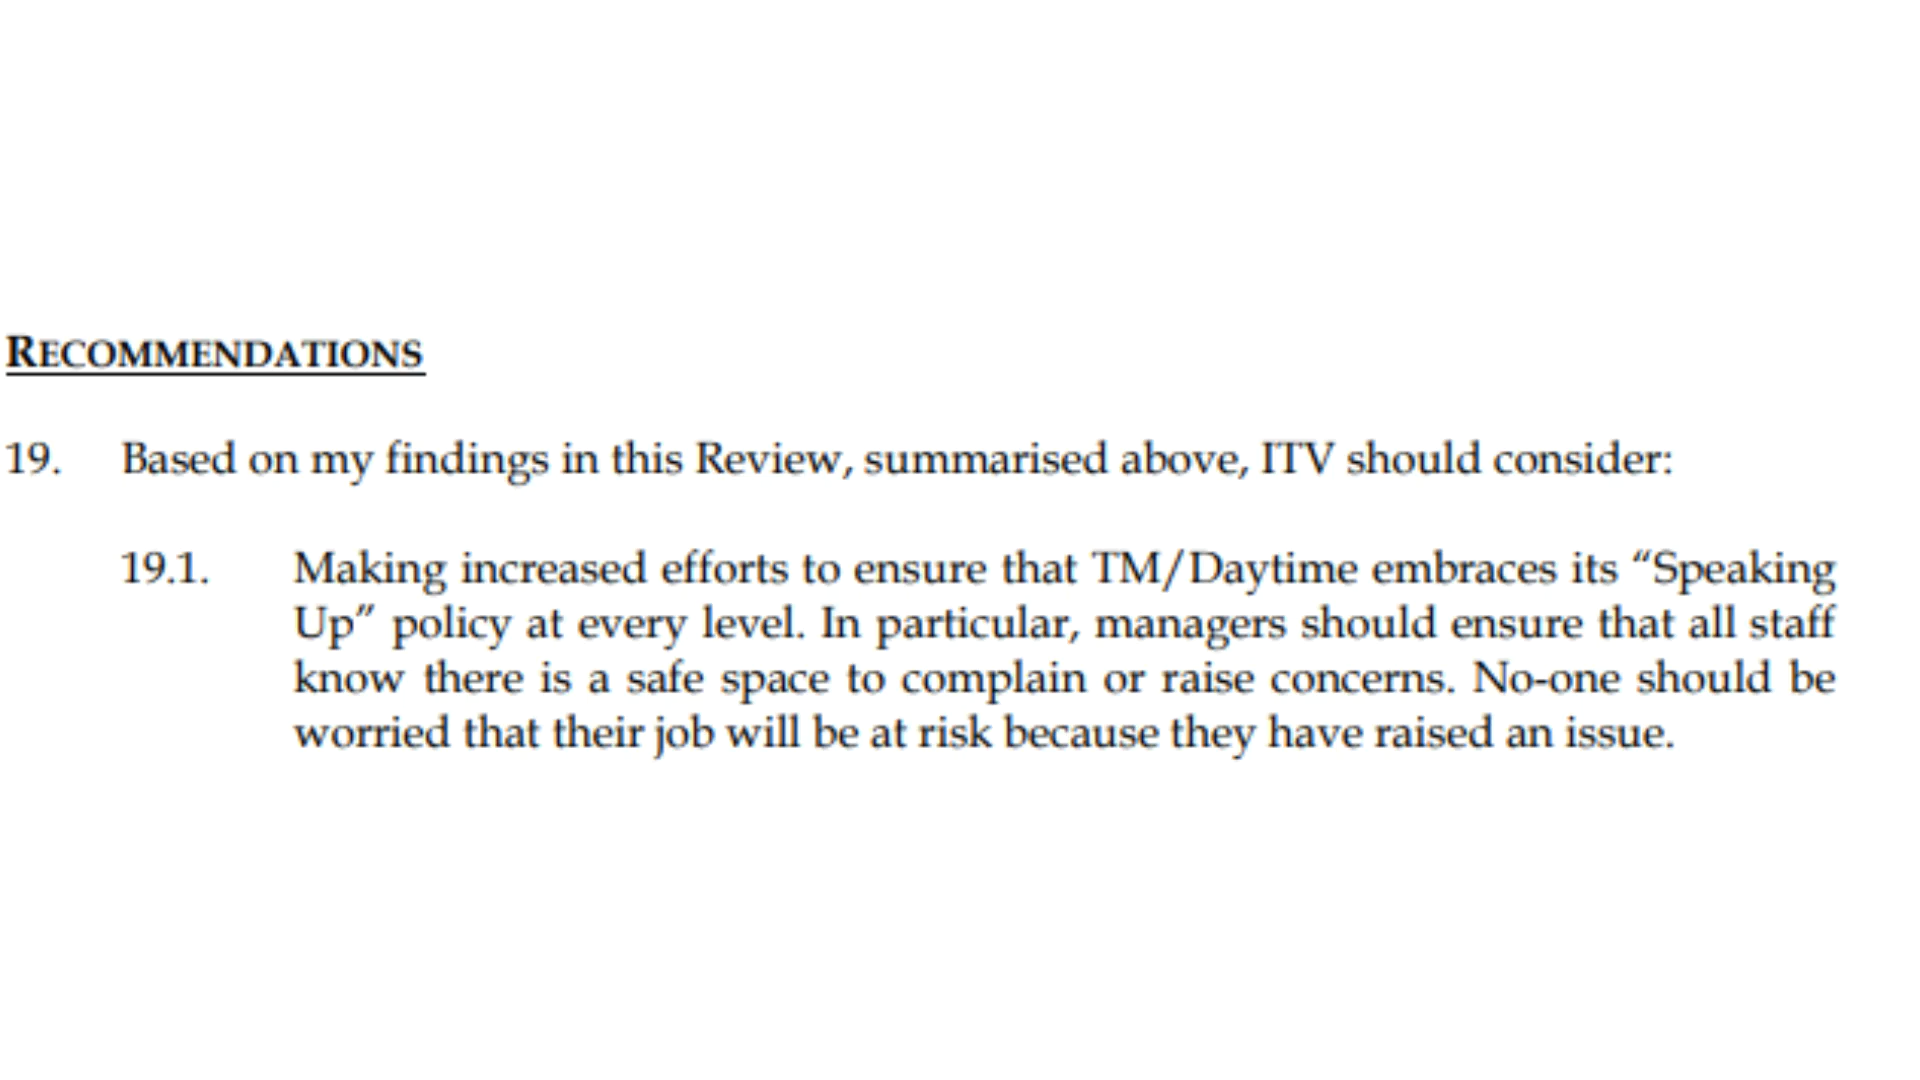 RECOMMENDATIONS
19. Based on my findings in this Review, summarised above, ITV should consider:
19.1. Making increased efforts to ensure that TM/Daytime embraces its “Speaking
Up” policy at every level. In particular, managers should ensure that all staff
know there is a safe space to complain or raise concerns. No-one should be
worried that their job will be at risk because they have raised an issue.